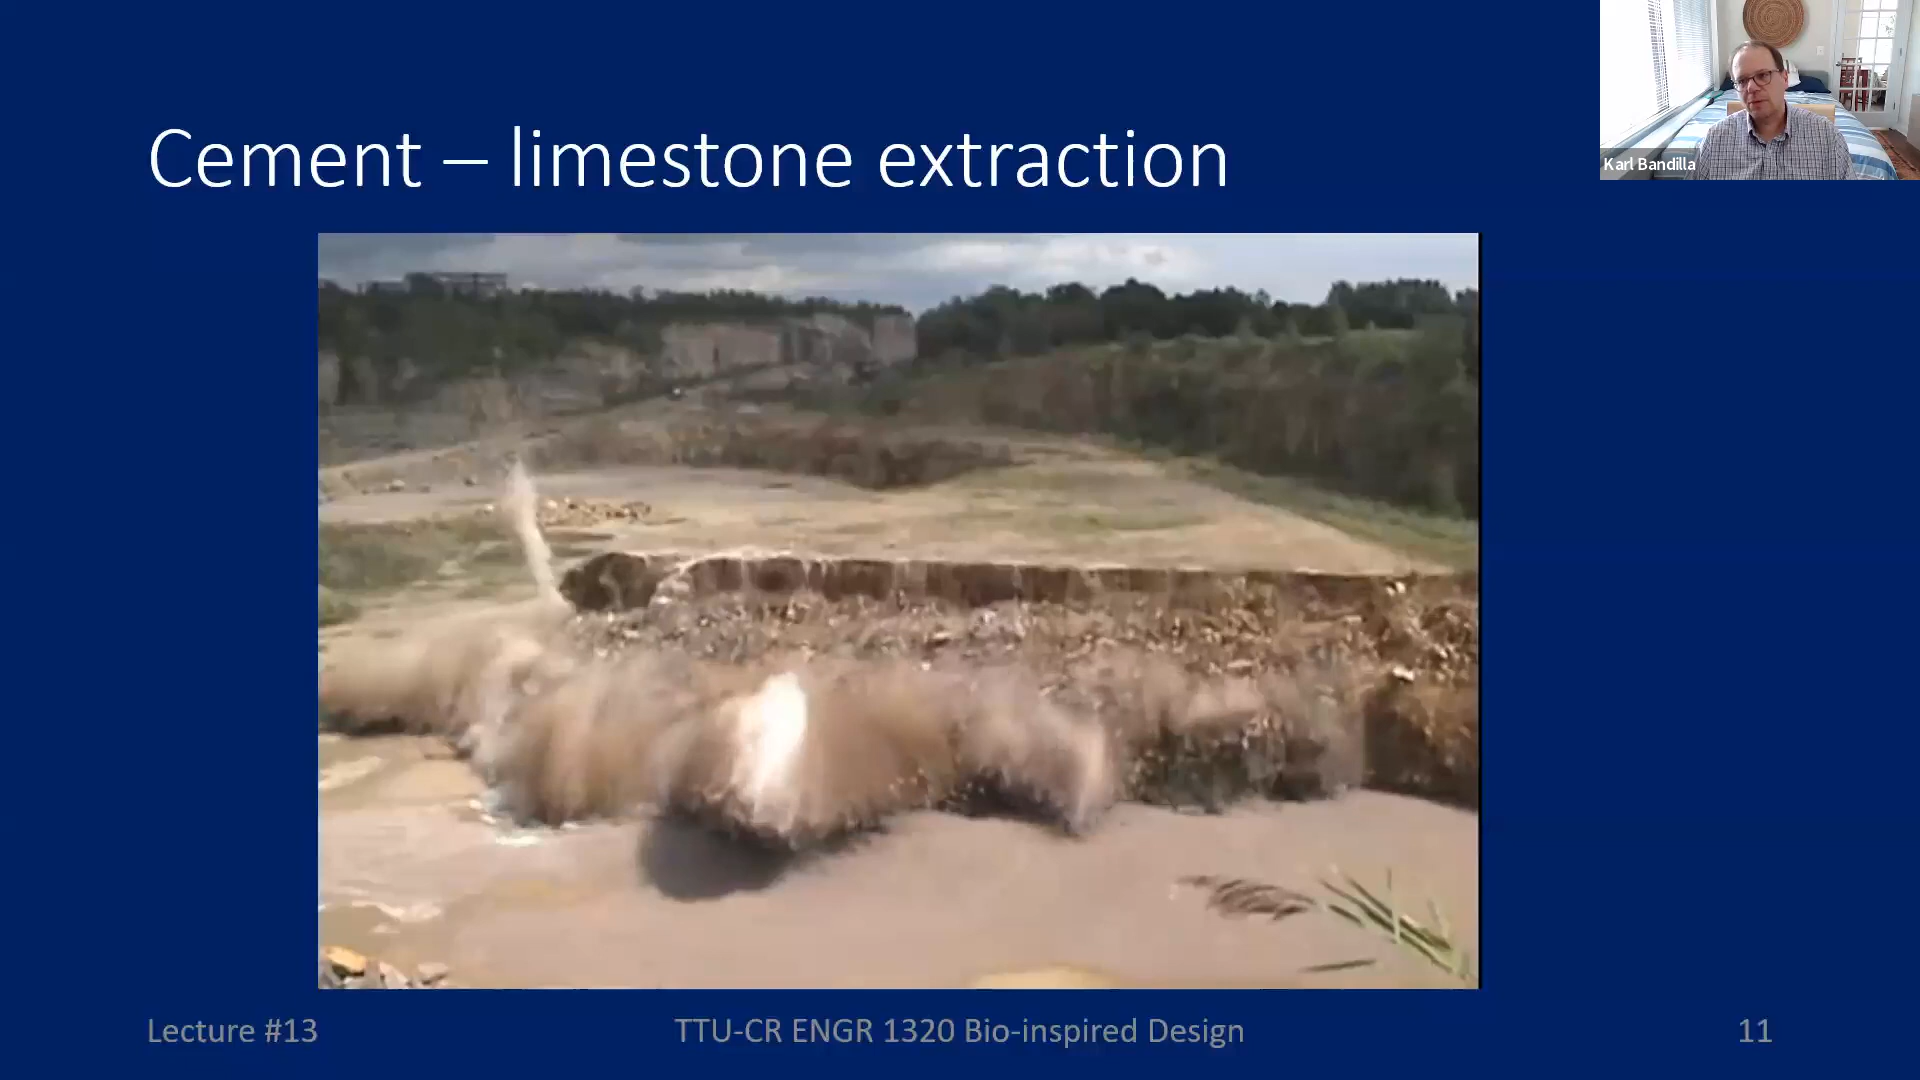 Cement – limestone extraction
Karl Bandilla
Lecture #13
TTU-CR ENGR 1320 Bio-inspired Design
11